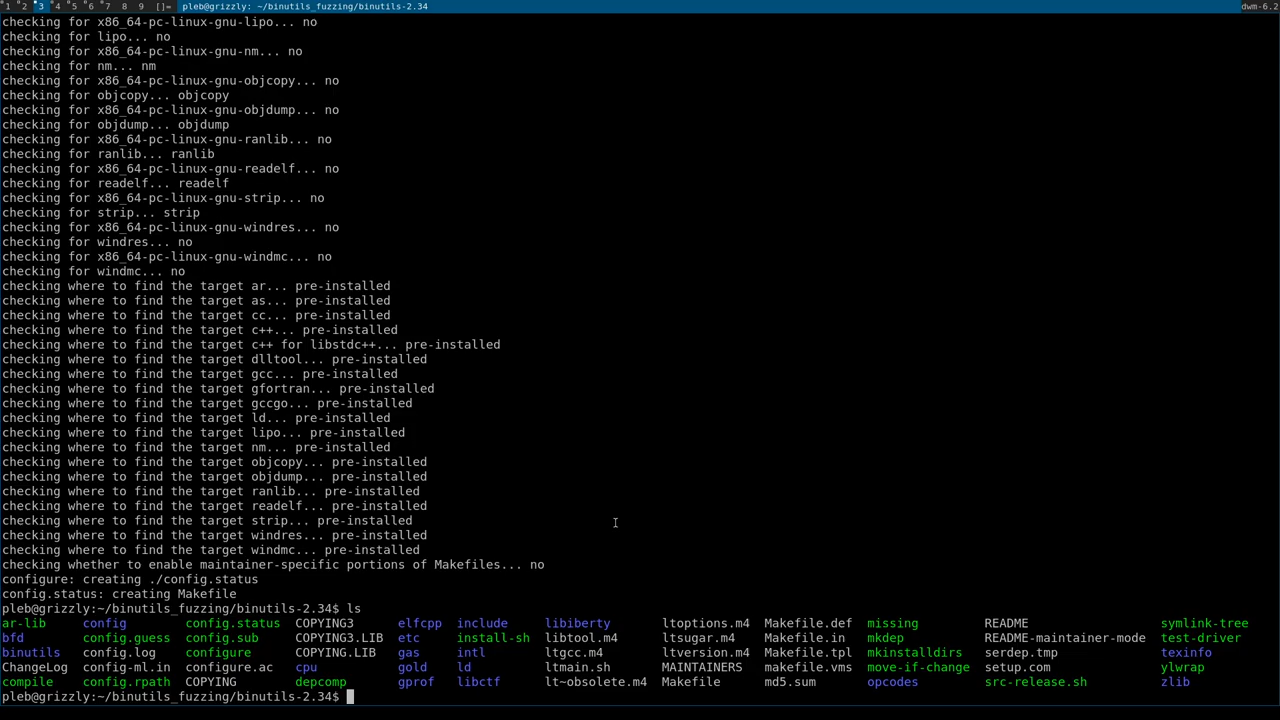 1 2 3 4 5 6 7 8 9 []= pleb@grizzly: ~/binutils_fuzzing/binutils-2.34 dwm-6.2
checking for x86_64-pc-linux-gnu-lipo... no
checking for lipo... no
checking for x86_64-pc-linux-gnu-nm... no
checking for nm... nm
checking for x86_64-pc-linux-gnu-objcopy... no
checking for objcopy... objcopy
checking for x86_64-pc-linux-gnu-objdump... no
checking for objdump... objdump
checking for x86_64-pc-linux-gnu-ranlib... no
checking for ranlib... ranlib
checking for x86_64-pc-linux-gnu-readelf... no
checking for readelf... readelf
checking for x86_64-pc-linux-gnu-strip... no
checking for strip... strip
checking for x86_64-pc-linux-gnu-windres... no
checking for windres... no
checking for x86_64-pc-linux-gnu-windmc... no
checking for windmc... no
checking where to find the target ar... pre-installed
checking where to find the target as... pre-installed
checking where to find the target cc... pre-installed
checking where to find the target c++... pre-installed
checking where to find the target c++ for libstdc++... pre-installed
checking where to find the target dlltool... pre-installed
checking where to find the target gcc... pre-installed
checking where to find the target gfortran... pre-installed
checking where to find the target gccgo... pre-installed
checking where to find the target ld... pre-installed
checking where to find the target lipo... pre-installed
checking where to find the target nm... pre-installed
checking where to find the target objcopy... pre-installed
checking where to find the target objdump... pre-installed
checking where to find the target ranlib... pre-installed
checking where to find the target readelf... pre-installed
checking where to find the target strip... pre-installed
checking where to find the target windres... pre-installed
checking where to find the target windmc... pre-installed
checking whether to enable maintainer-specific portions of Makefiles... no
configure: creating ./config.status
config.status: creating Makefile
pleb@grizzly:~/binutils_fuzzing/binutils-2.34$ ls
ar-lib config config.status COPYING3 elfcpp include libiberty ltoptions.m4 Makefile.def missing README symlink-tree
bfd config.guess config.sub COPYING3.LIB etc install-sh libtool.m4 ltsugar.m4 Makefile.in mkdep README-maintainer-mode test-driver
binutils config.log configure COPYING.LIB gas intl ltgcc.m4 ltversion.m4 Makefile.tpl mkinstalldirs serdep.tmp texinfo
ChangeLog config-ml.in configure.ac cpu gold ld ltmain.sh MAINTAINERS makefile.vms move-if-change setup.com ylwrap
compile config.rpath COPYING depcomp gprof libctf lt~obsolete.m4 Makefile md5.sum opcodes src-release.sh zlib
pleb@grizzly:~/binutils_fuzzing/binutils-2.34$